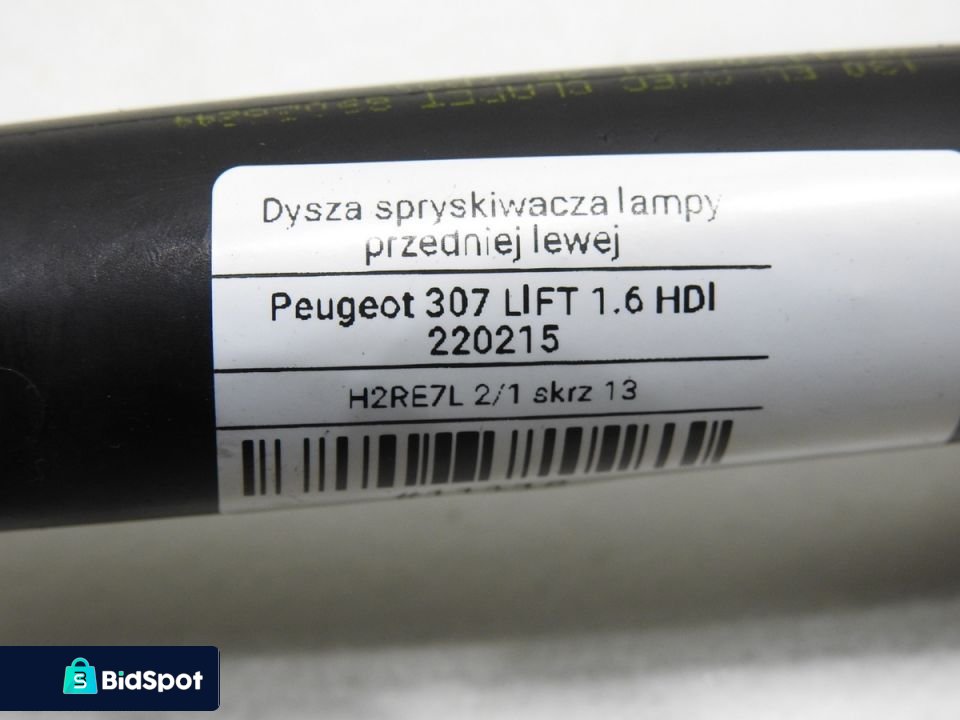 Dysza spryskiwacza lampy
przedniej lewej
Peugeot 307 LIFT 1.6 HDI
220215
H2RE7L 2/1 skrz 13
BidSpot